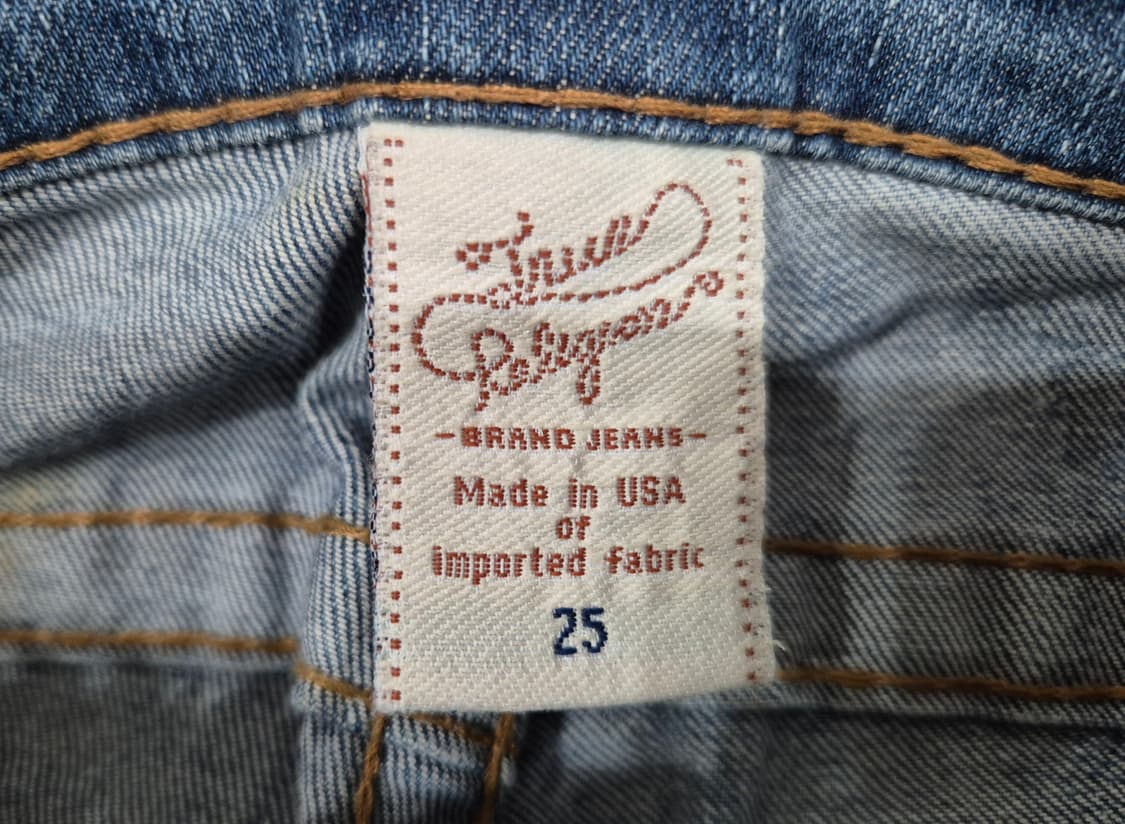 True
Religion
-BRAND JEANS-
Made in USA
of
imported fabric
25